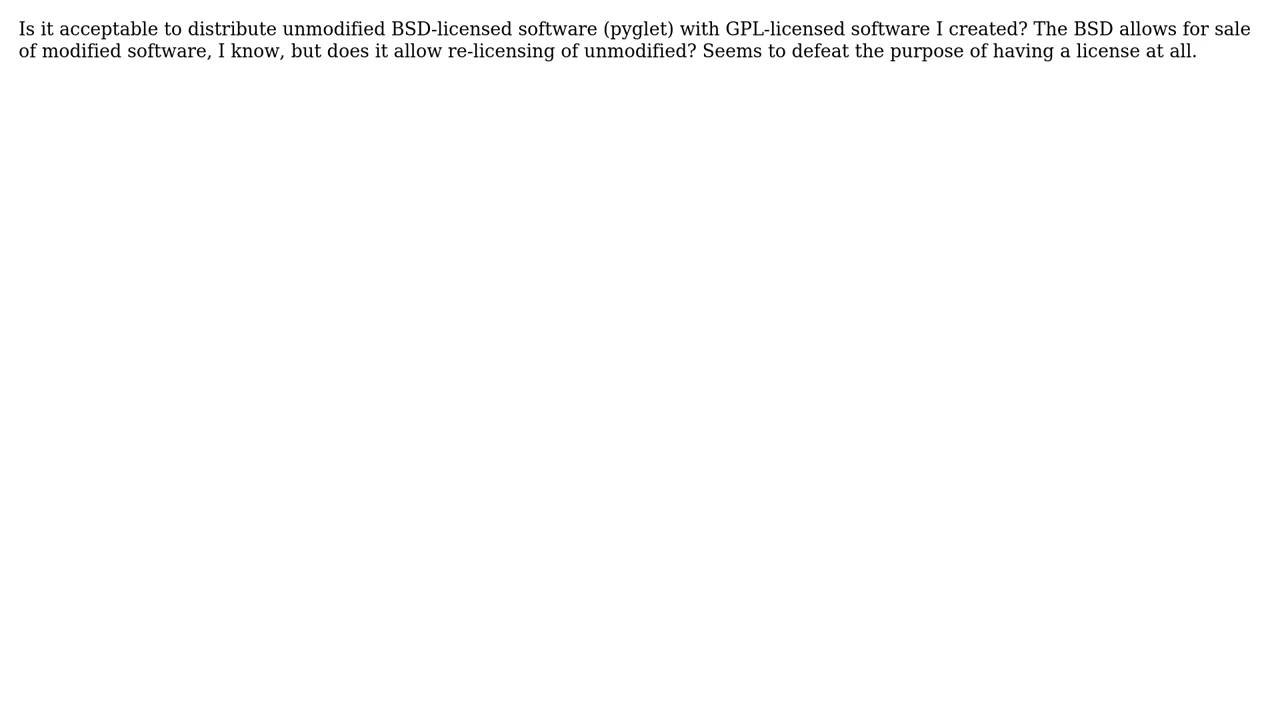 Is it acceptable to distribute unmodified BSD-licensed software (pyglet) with GPL-licensed software I created? The BSD allows for sale
of modified software, I know, but does it allow re-licensing of unmodified? Seems to defeat the purpose of having a license at all.